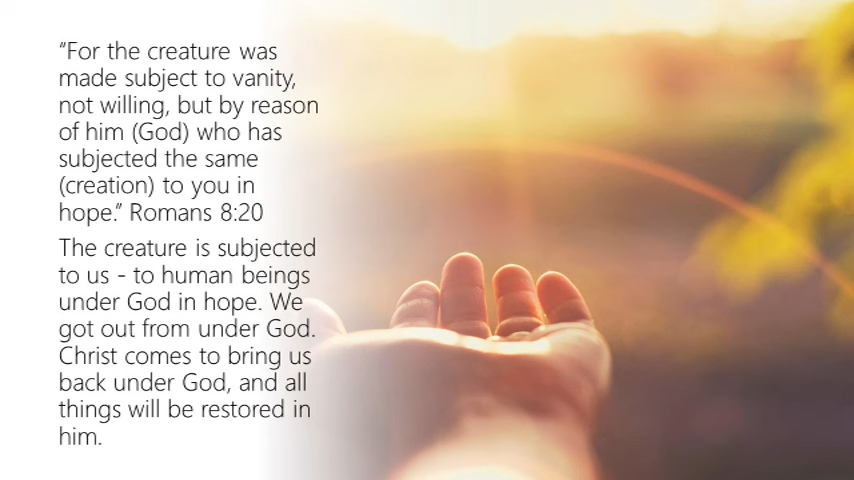 “For the creature was
made subject to vanity,
not willing, but by reason
of him (God) who has
subjected the same
(creation) to you in
hope.” Romans 8:20
The creature is subjected
to us - to human beings
under God in hope. We
got out from under God.
Christ comes to bring us
back under God, and all
things will be restored in
him.